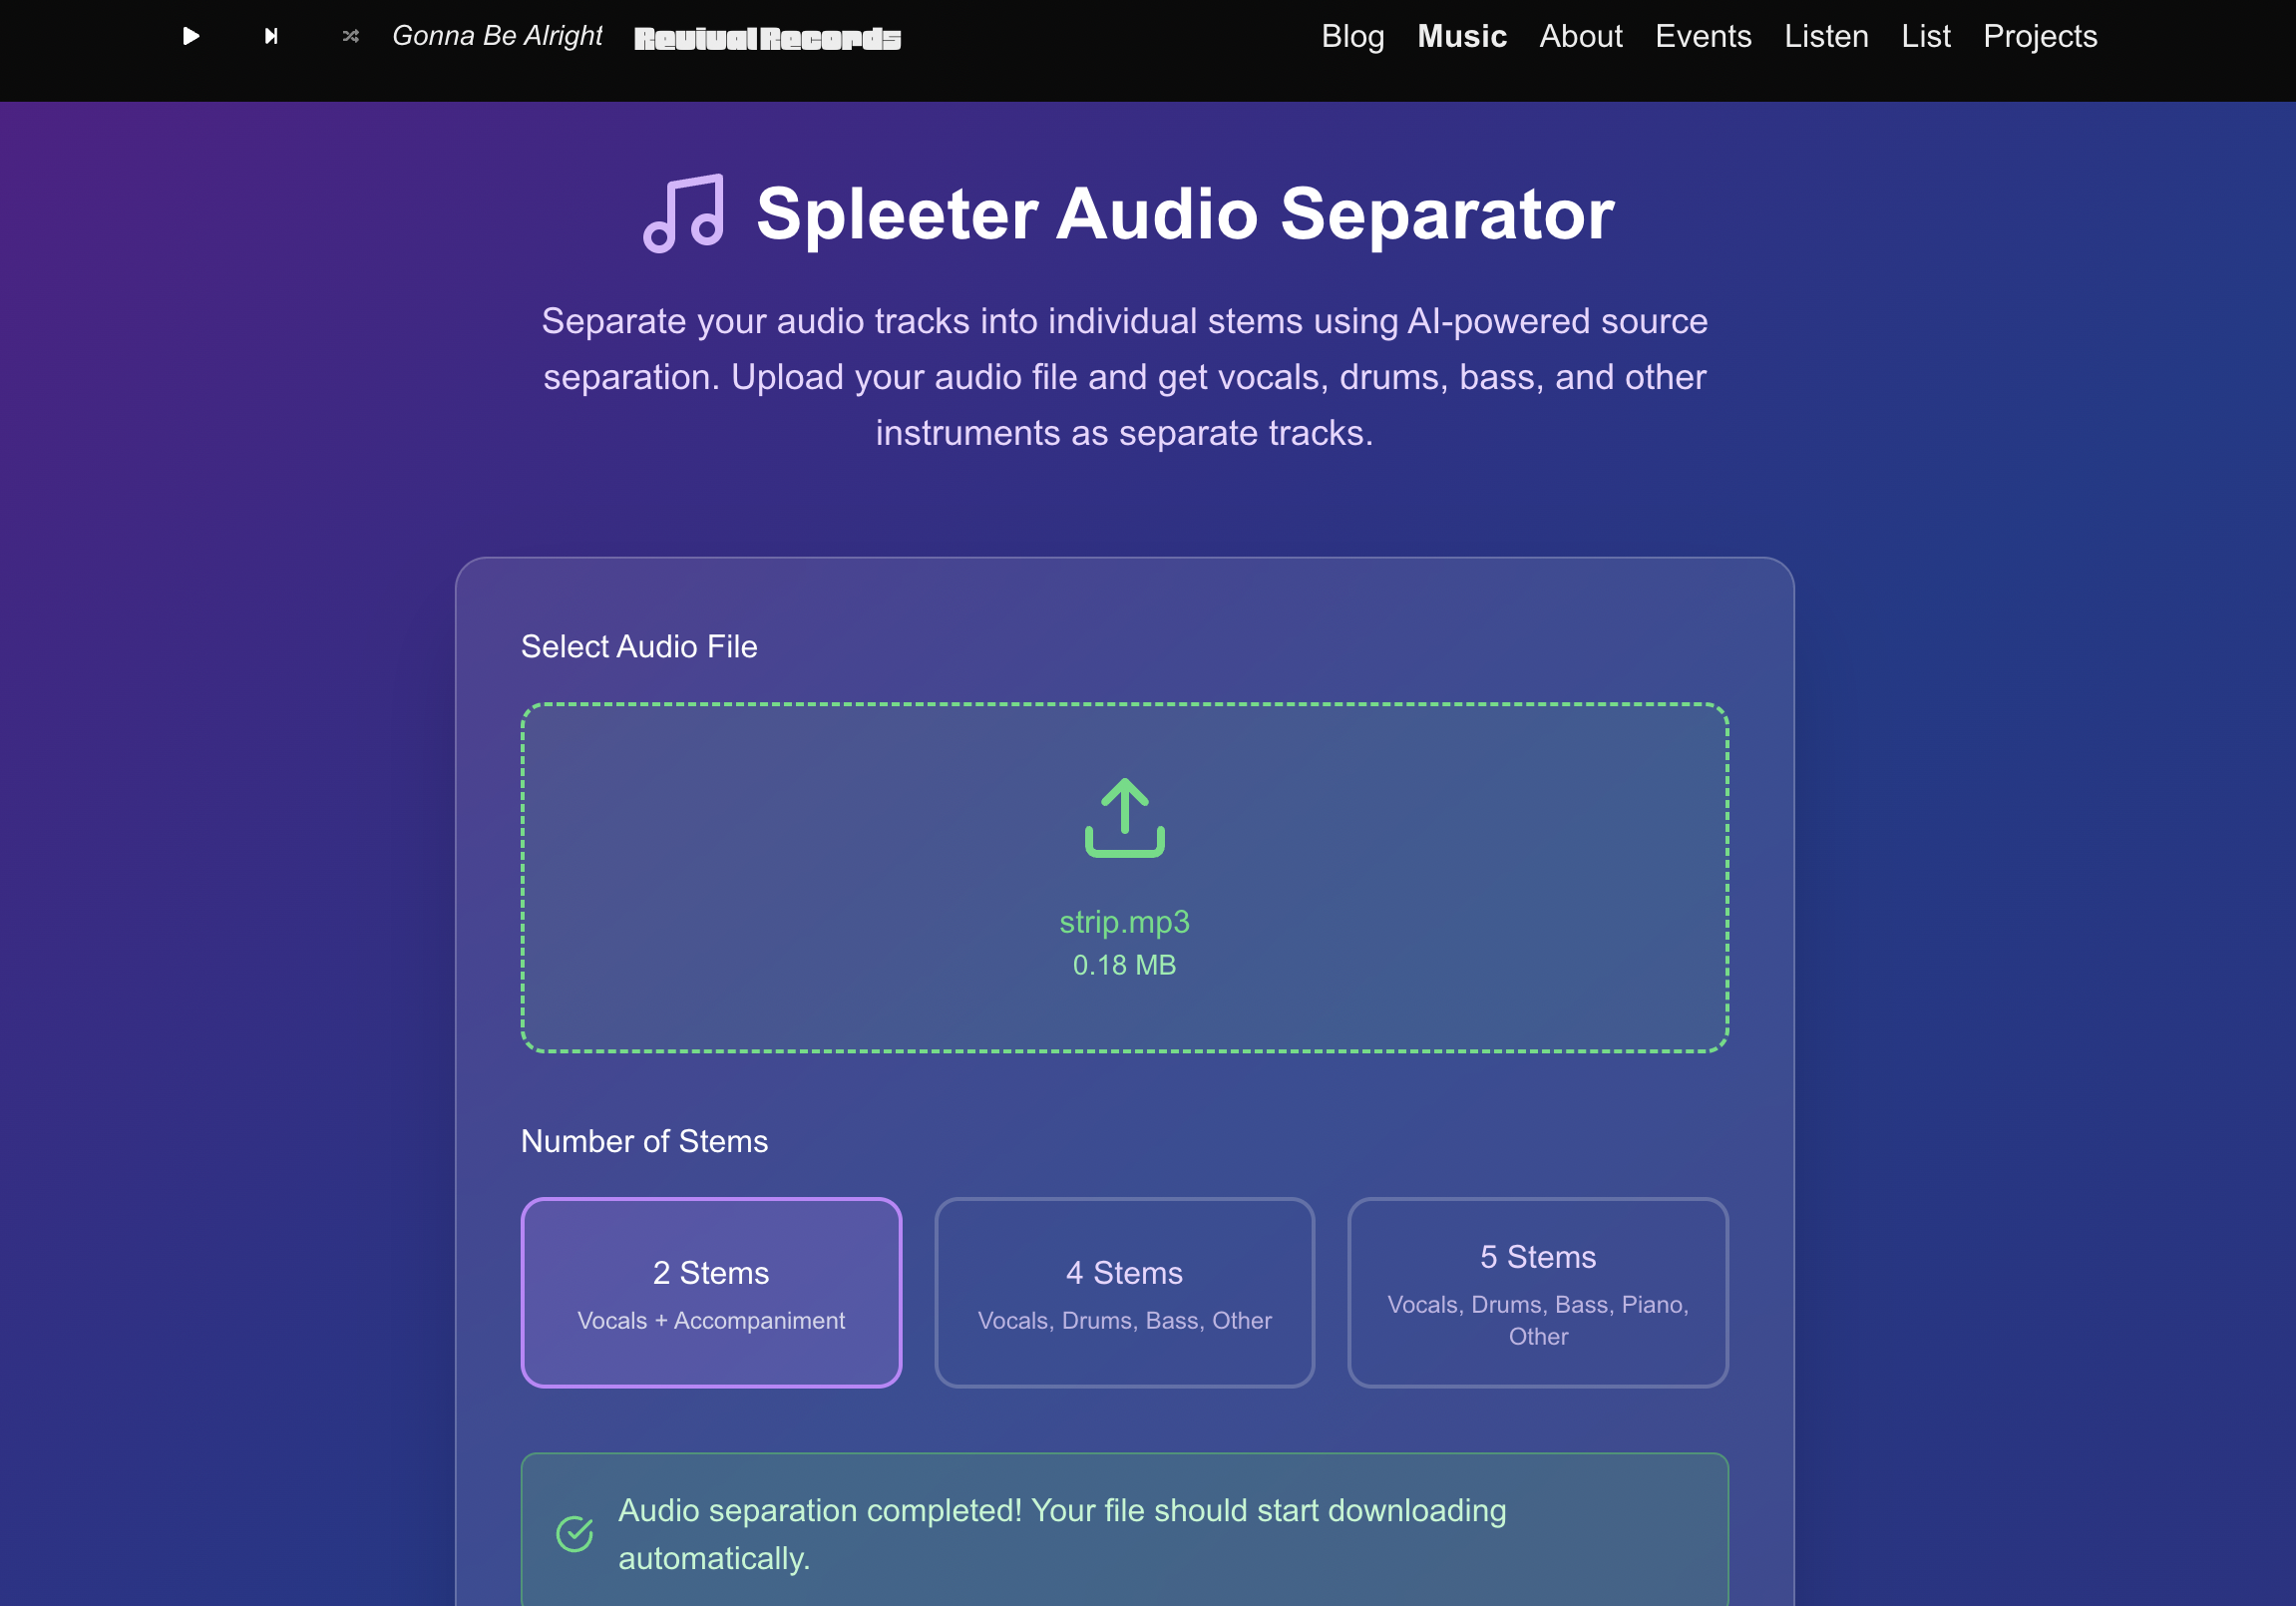 Gonna Be Alright RevivalRecords Blog Music About Events Listen List Projects
Spleeter Audio Separator
Separate your audio tracks into individual stems using AI-powered source
separation. Upload your audio file and get vocals, drums, bass, and other
instruments as separate tracks.
Select Audio File
strip.mp3
0.18 MB
Number of Stems
2 Stems
Vocals + Accompaniment
4 Stems
Vocals, Drums, Bass, Other
5 Stems
Vocals, Drums, Bass, Piano,
Other
Audio separation completed! Your file should start downloading
automatically.